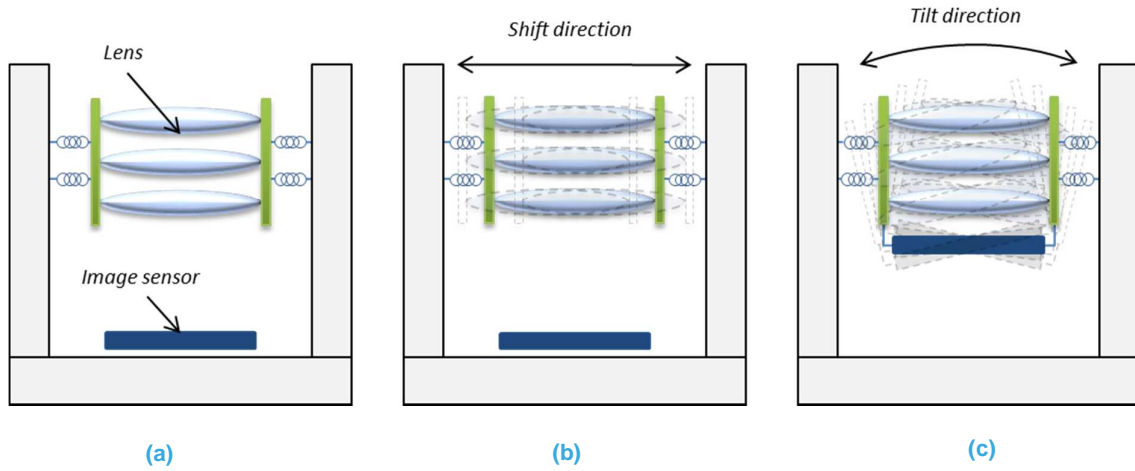 Lens
Image sensor
(a)
Shift direction
(b)
Tilt direction
(c)